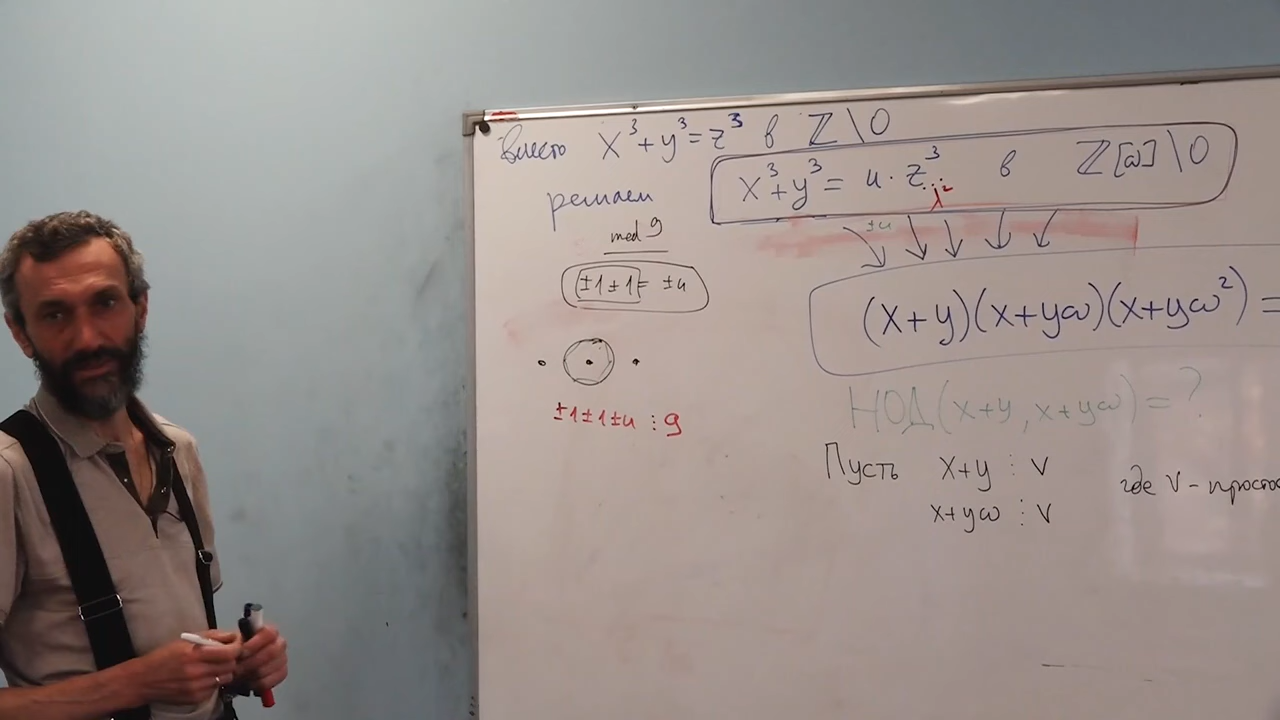 Вместо x³+y³=z³ в ℤ\0
решаем x³+y³= u·z³ в ℤ[ω]\0
⋮λ²
±u
mod 9
±1±1= ±u
(x+y)(x+yω)(x+yω²) =
±1±1±u ⋮ 9
НОД(x+y, x+yω)=?
Пусть x+y ⋮ v где v - простое
x+yω ⋮ v